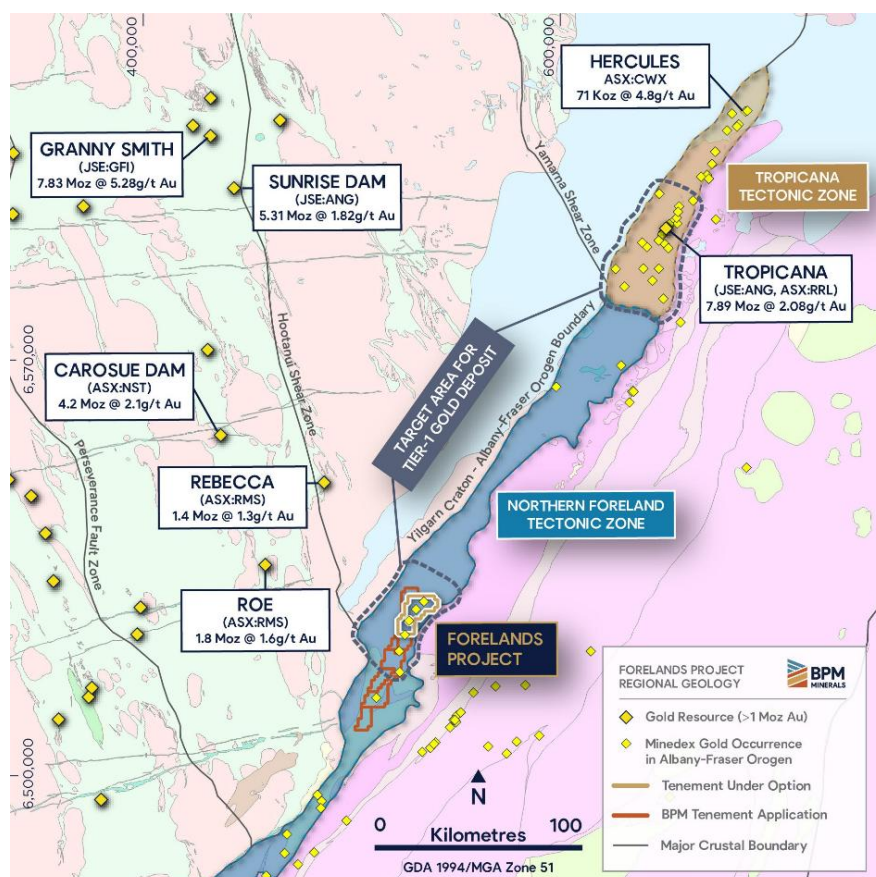 400,000
600,000
HERCULES
ASX:CWX
71 Koz @ 4.8g/t Au
GRANNY SMITH
(JSE:GFI)
7.83 Moz @ 5.28g/t Au
SUNRISE DAM
(JSE:ANG)
5.31 Moz @ 1.82g/t Au
Yamarna Shear Zone
TROPICANA
TECTONIC ZONE
TROPICANA
(JSE:ANG, ASX:RRL)
7.89 Moz @ 2.08g/t Au
6,570,000
Hootanui Shear Zone
CAROSUE DAM
(ASX:NST)
4.2 Moz @ 2.1g/t Au
TARGET AREA FOR
TIER-1 GOLD DEPOSIT
Yilgarn Craton - Albany-Fraser Orogen Boundary
Perseverance Fault Zone
REBECCA
(ASX:RMS)
1.4 Moz @ 1.3g/t Au
NORTHERN FORELAND
TECTONIC ZONE
ROE
(ASX:RMS)
1.8 Moz @ 1.6g/t Au
FORELANDS
PROJECT
6,500,000
FORELANDS PROJECT
REGIONAL GEOLOGY
BPM
MINERALS
Gold Resource (>1 Moz Au)
Minedex Gold Occurrence
in Albany-Fraser Orogen
Tenement Under Option
BPM Tenement Application
Major Crustal Boundary
N
0
100
Kilometres
GDA 1994/MGA Zone 51